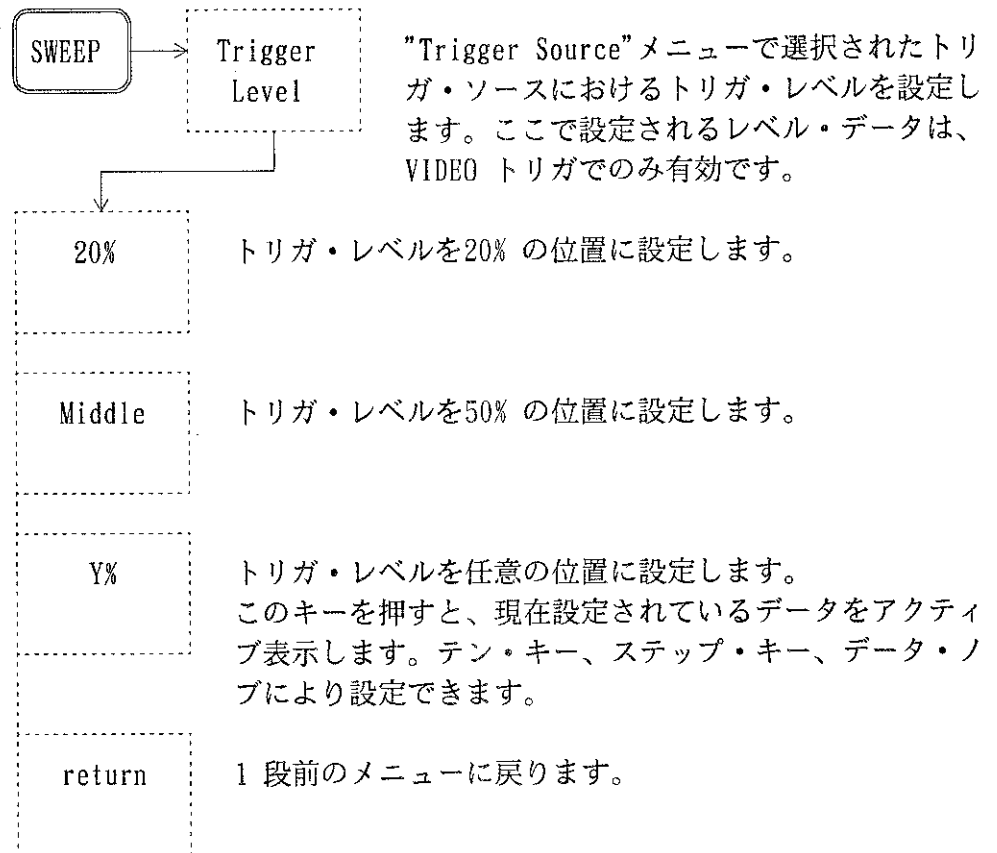 SWEEP
Trigger
Level
"Trigger Source"メニューで選択されたトリ
ガ・ソースにおけるトリガ・レベルを設定し
ます。ここで設定されるレベル・データは、
VIDEO トリガでのみ有効です。
20%
トリガ・レベルを20% の位置に設定します。
Middle
トリガ・レベルを50% の位置に設定します。
Y%
トリガ・レベルを任意の位置に設定します。
このキーを押すと、現在設定されているデータをアクティ
ブ表示します。テン・キー、ステップ・キー、データ・ノ
ブにより設定できます。
return
1 段前のメニューに戻ります。